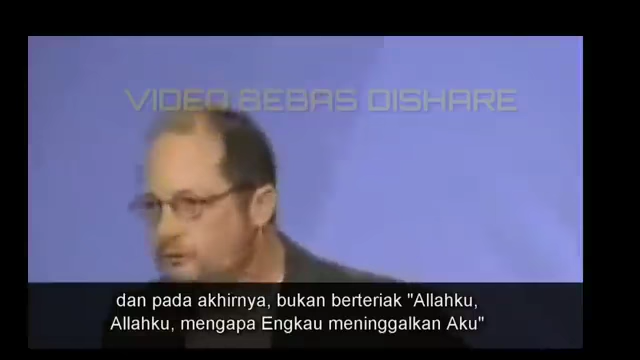 VIDEO BEBAS DISHARE
dan pada akhirnya, bukan berteriak "Allahku,
Allahku, mengapa Engkau meninggalkan Aku"